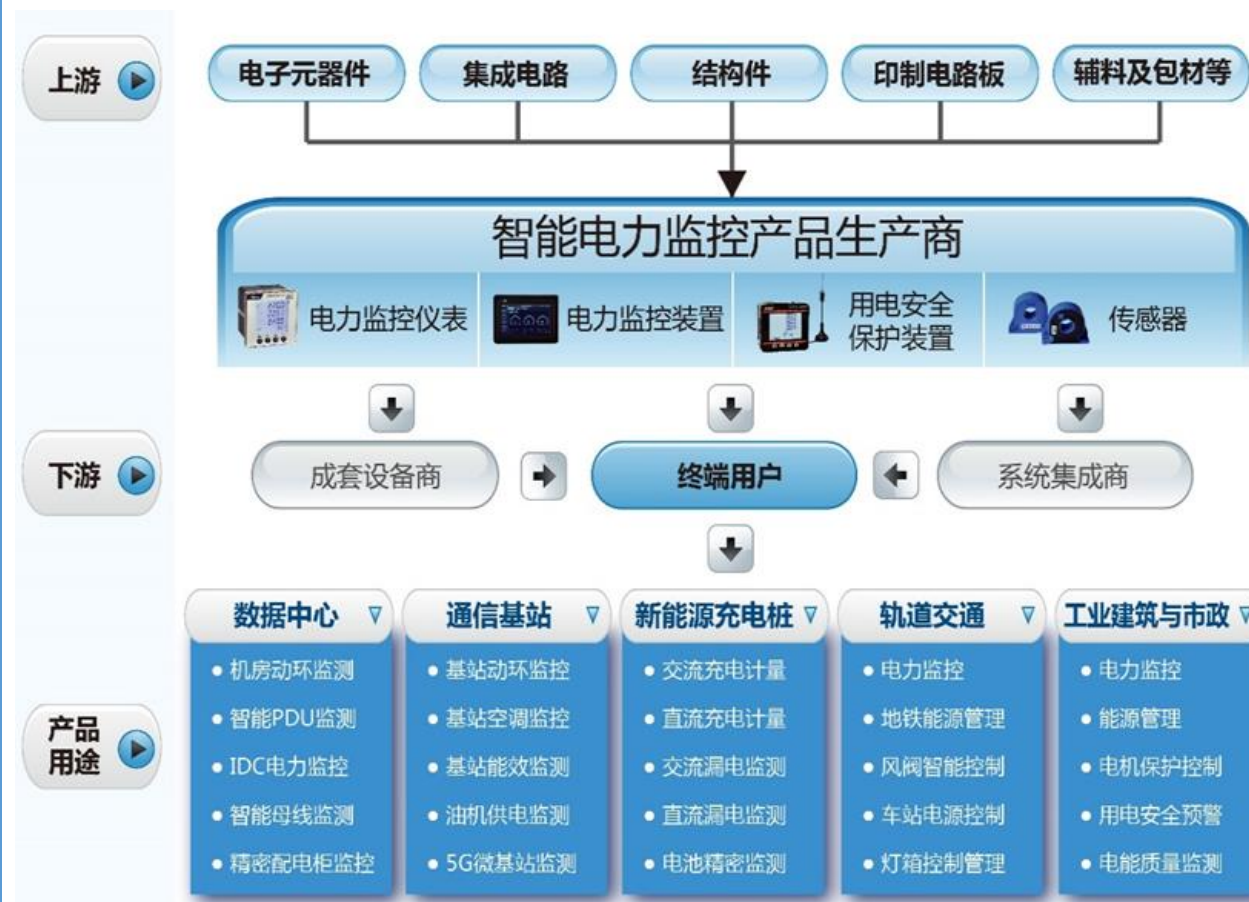 上游
电子元器件
集成电路
结构件
印制电路板
辅料及包材等
智能电力监控产品生产商
电力监控仪表
电力监控装置
用电安全
保护装置
传感器
下游
成套设备商
终端用户
系统集成商
产品
用途
数据中心
机房动环监测
智能PDU监测
IDC电力监控
智能母线监测
精密配电柜监控
通信基站
基站动环监控
基站空调监控
基站能效监测
油机供电监测
5G微基站监测
新能源充电桩
交流充电计量
直流充电计量
交流漏电监测
直流漏电监测
电池精密监测
轨道交通
电力监控
地铁能源管理
风阀智能控制
车站电源控制
灯箱控制管理
工业建筑与市政
电力监控
能源管理
电机保护控制
用电安全预警
电能质量监测